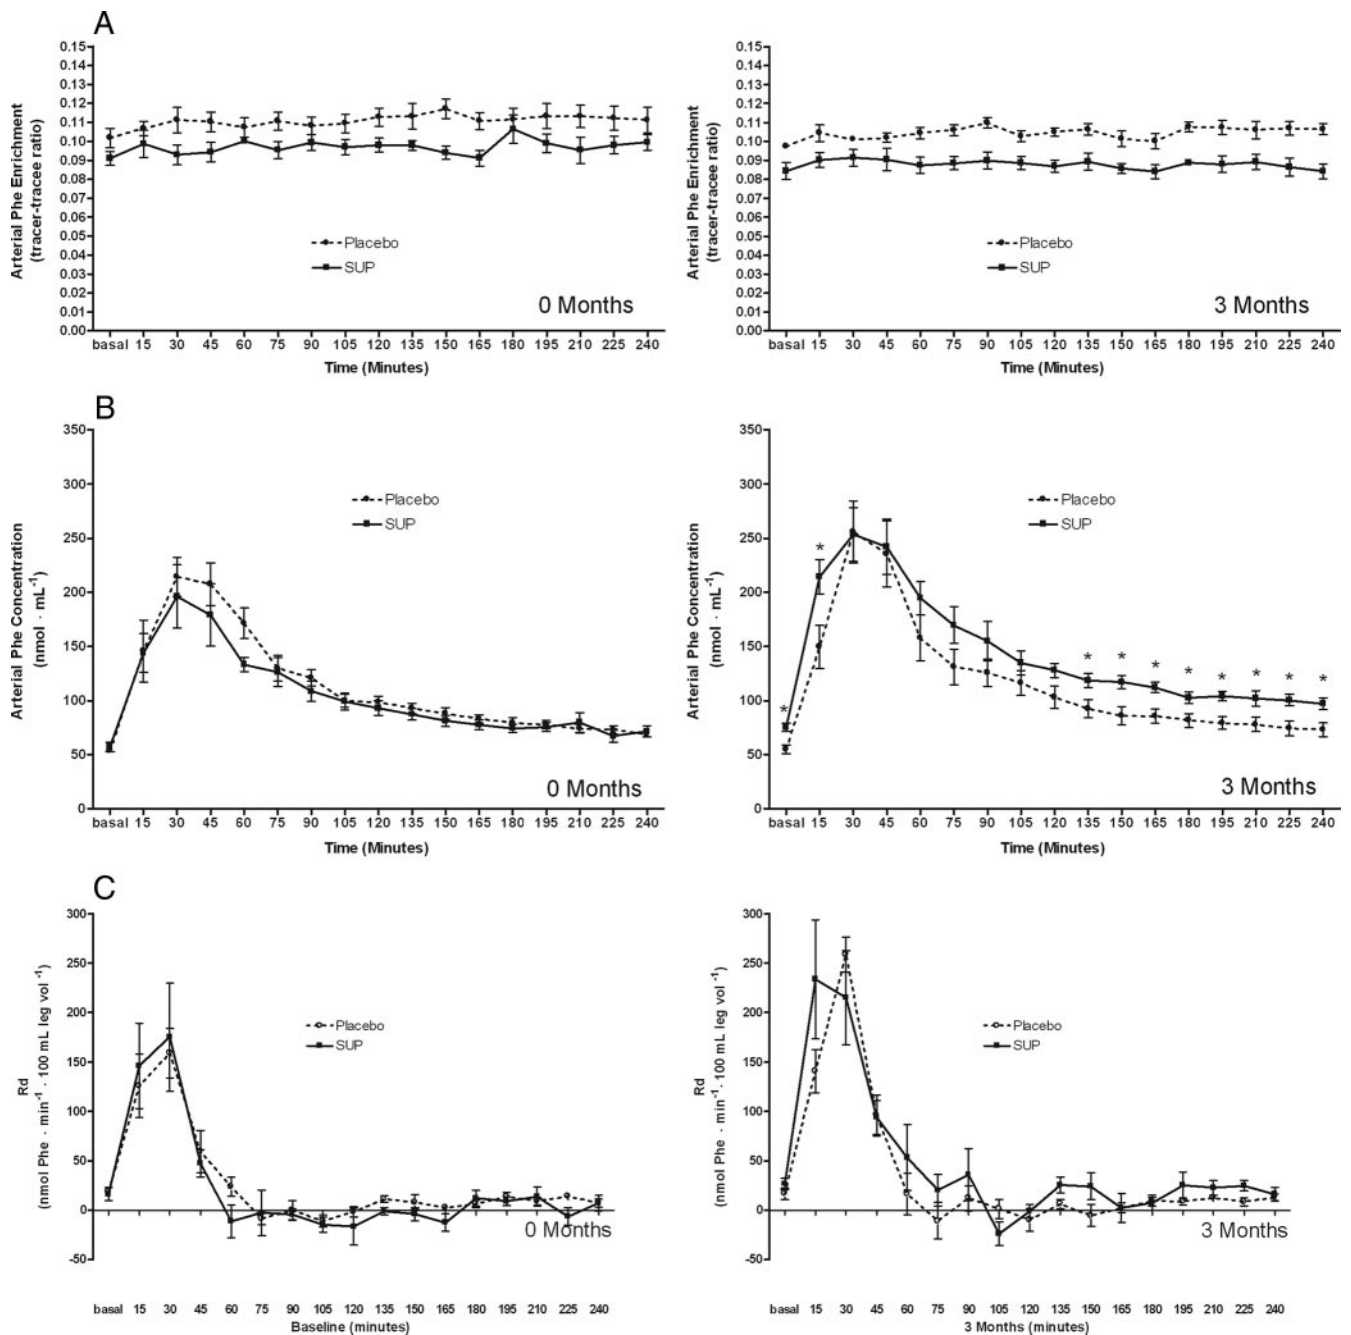 A
0.15
0.14
0.13
0.12
0.11
0.10
0.09
0.08
0.07
0.06
0.05
0.04
0.03
0.02
0.01
0.00
Arterial Phe Enrichment
(tracer-tracee ratio)
Placebo
SUP
0 Months
basal 15 30 45 60 75 90 105 120 135 150 165 180 195 210 225 240
Time (Minutes)
0.15
0.14
0.13
0.12
0.11
0.10
0.09
0.08
0.07
0.06
0.05
0.04
0.03
0.02
0.01
0.00
Arterial Phe Enrichment
(tracer-tracee ratio)
Placebo
SUP
3 Months
basal 15 30 45 60 75 90 105 120 135 150 165 180 195 210 225 240
Time (Minutes)
B
350
300
250
200
150
100
50
0
Arterial Phe Concentration
(nmol · mL⁻¹)
Placebo
SUP
0 Months
basal 15 30 45 60 75 90 105 120 135 150 165 180 195 210 225 240
Time (Minutes)
350
300
250
200
150
100
50
0
Arterial Phe Concentration
(nmol · mL⁻¹)
Placebo
SUP
*
* * * * * * * *
*
3 Months
basal 15 30 45 60 75 90 105 120 135 150 165 180 195 210 225 240
Time (Minutes)
C
300
250
200
150
100
50
0
-50
Rd
(nmol Phe · min⁻¹ · 100 mL leg vol ⁻¹)
Placebo
SUP
0 Months
basal 15 30 45 60 75 90 105 120 135 150 165 180 195 210 225 240
Baseline (minutes)
300
250
200
150
100
50
0
-50
Rd
(nmol Phe · min⁻¹ · 100 mL leg vol ⁻¹)
Placebo
SUP
3 Months
basal 15 30 45 60 75 90 105 120 135 150 165 180 195 210 225 240
3 Months (minutes)